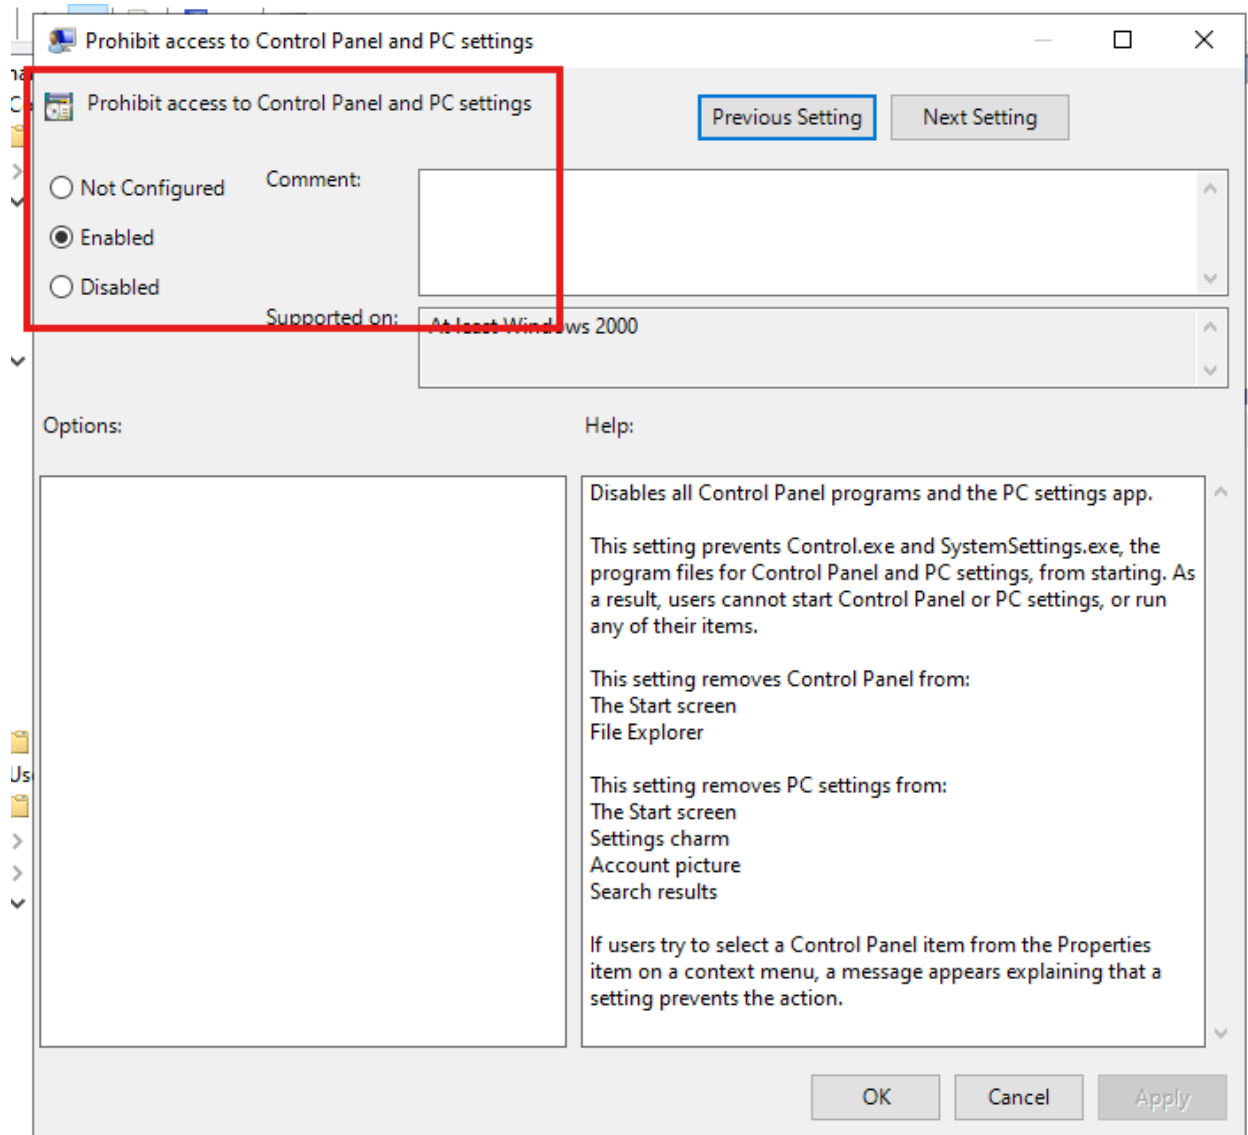 Prohibit access to Control Panel and PC settings
Prohibit access to Control Panel and PC settings
Previous Setting
Next Setting
Not Configured
Comment:
Enabled
Disabled
Supported on:
At least Windows 2000
Options:
Help:
Disables all Control Panel programs and the PC settings app.
This setting prevents Control.exe and SystemSettings.exe, the
program files for Control Panel and PC settings, from starting. As
a result, users cannot start Control Panel or PC settings, or run
any of their items.
This setting removes Control Panel from:
The Start screen
File Explorer
This setting removes PC settings from:
The Start screen
Settings charm
Account picture
Search results
If users try to select a Control Panel item from the Properties
item on a context menu, a message appears explaining that a
setting prevents the action.
OK
Cancel
Apply